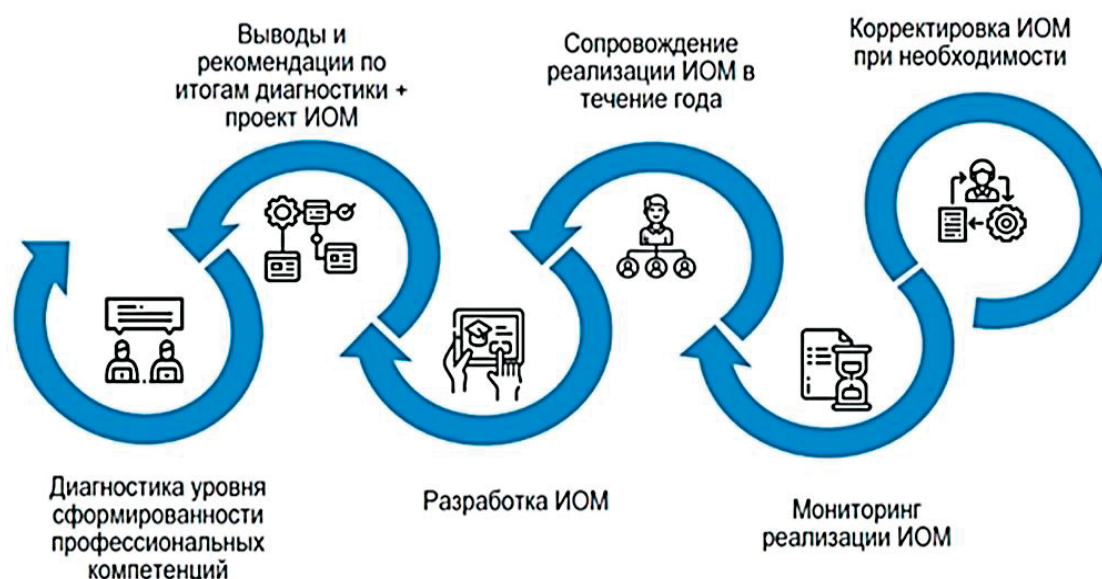 Выводы и
рекомендации по
итогам диагностики +
проект ИОМ
Сопровождение
реализации ИОМ в
течение года
Корректировка ИОМ
при необходимости
Диагностика уровня
сформированности
профессиональных
компетенций
Разработка ИОМ
Мониторинг
реализации ИОМ